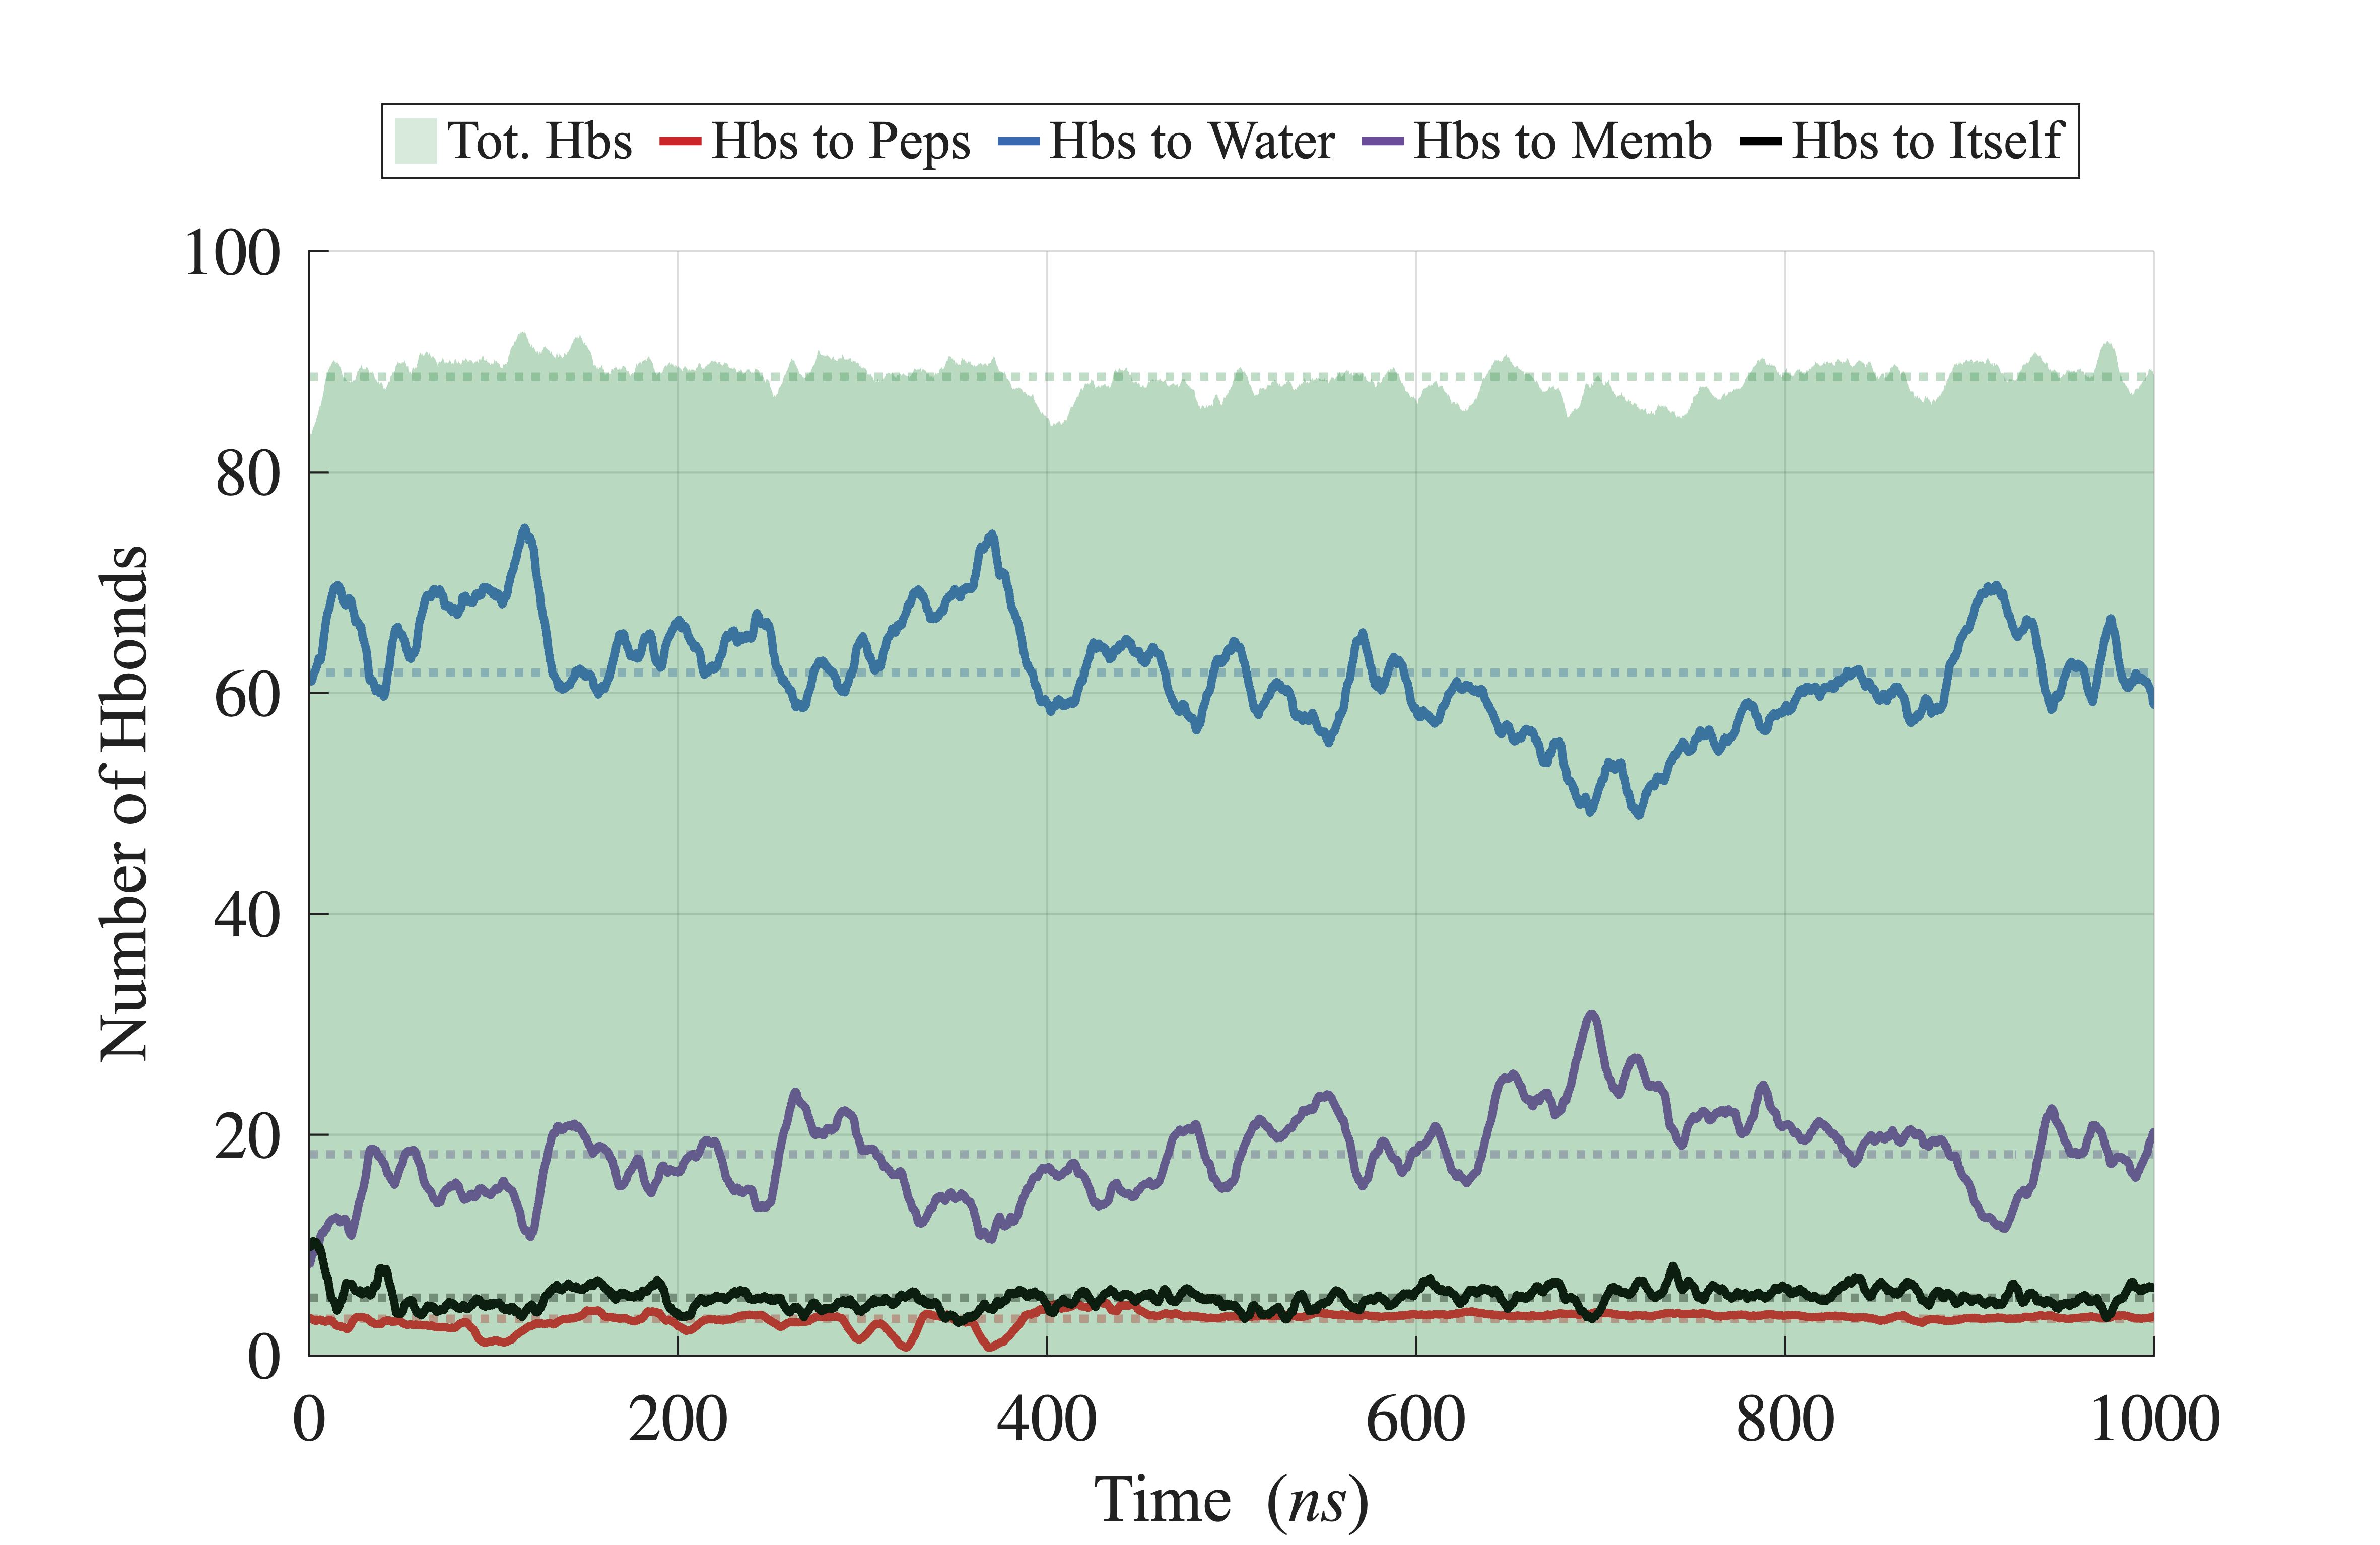 Tot. Hbs Hbs to Peps Hbs to Water Hbs to Memb Hbs to Itself
100
80
60
40
20
0
Number of Hbonds
0 200 400 600 800 1000
Time (ns)